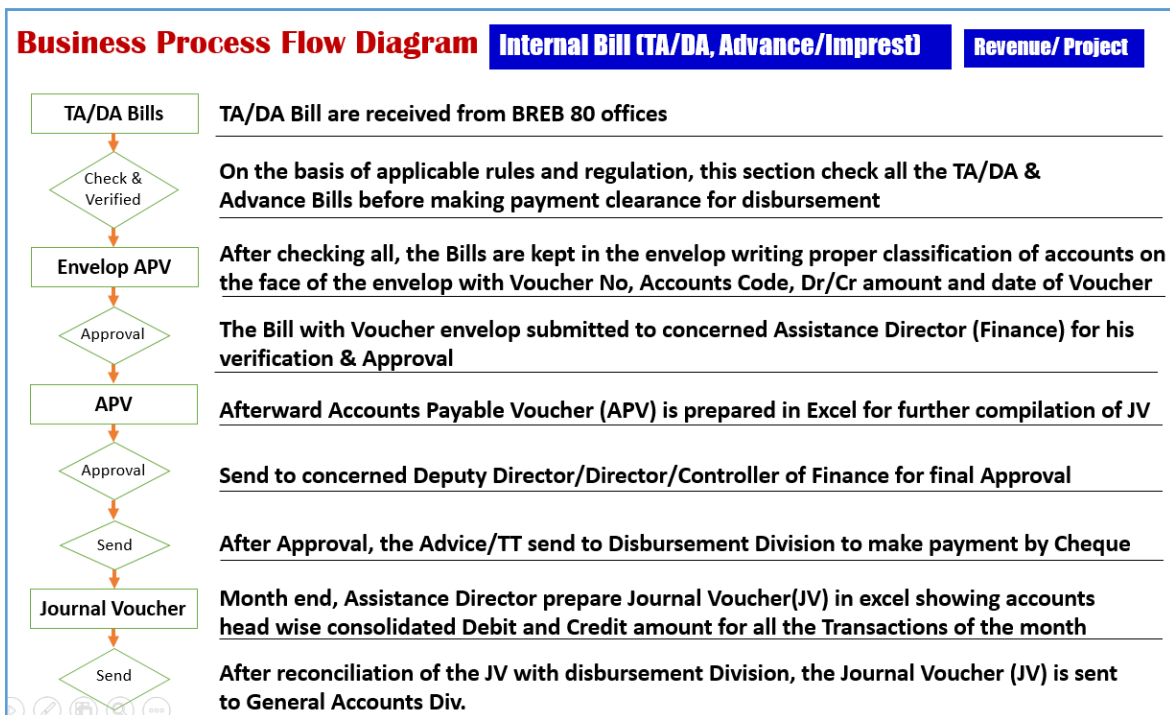 Business Process Flow Diagram Internal Bill (TA/DA, Advance/Imprest) Revenue/ Project
TA/DA Bills
TA/DA Bill are received from BREB 80 offices
Check &
Verified
On the basis of applicable rules and regulation, this section check all the TA/DA &
Advance Bills before making payment clearance for disbursement
Envelop APV
After checking all, the Bills are kept in the envelop writing proper classification of accounts on
the face of the envelop with Voucher No, Accounts Code, Dr/Cr amount and date of Voucher
Approval
The Bill with Voucher envelop submitted to concerned Assistance Director (Finance) for his
verification & Approval
APV
Afterward Accounts Payable Voucher (APV) is prepared in Excel for further compilation of JV
Approval
Send to concerned Deputy Director/Director/Controller of Finance for final Approval
Send
After Approval, the Advice/TT send to Disbursement Division to make payment by Cheque
Journal Voucher
Month end, Assistance Director prepare Journal Voucher(JV) in excel showing accounts
head wise consolidated Debit and Credit amount for all the Transactions of the month
Send
After reconciliation of the JV with disbursement Division, the Journal Voucher (JV) is sent
to General Accounts Div.